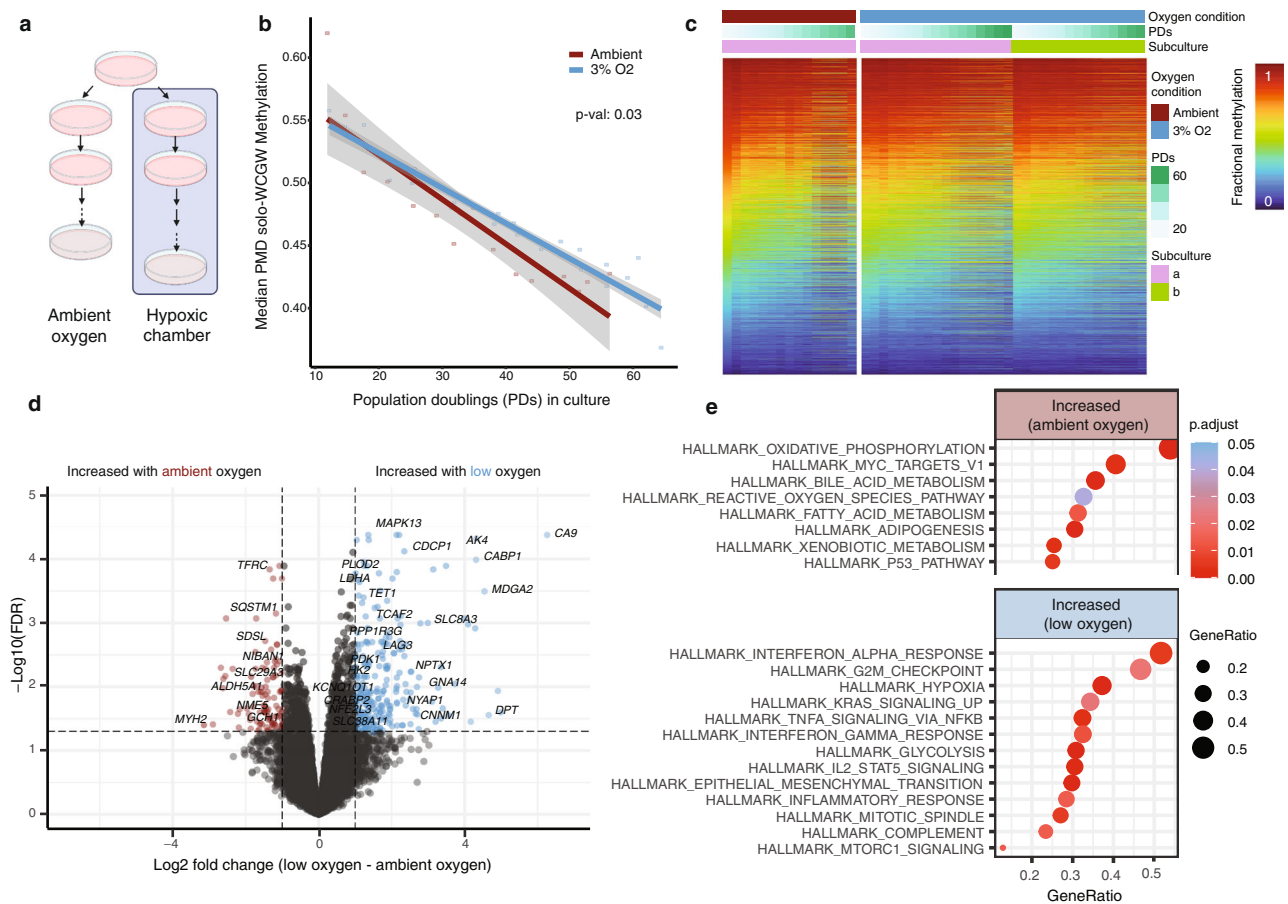 a
Ambient
oxygen
Hypoxic
chamber
b
Median PMD solo-WCGW Methylation
0.60
0.55
0.50
0.45
0.40
Ambient
3% O2
p-val: 0.03
10
20
30
40
50
60
Population doublings (PDs) in culture
c
Oxygen condition
PDs
Subculture
Oxygen
condition
Ambient
3% O2
PDs
60
20
Subculture
a
b
Fractional methylation
1
0
d
Increased with ambient oxygen
Increased with low oxygen
−Log10(FDR)
5
4
3
2
1
0
MAPK13
CA9
AK4
CDCP1
CABP1
TFRC
PLOD2
LDHA
MDGA2
TET1
SQSTM1
TCAF2
SLC8A3
PPP1R3G
SDSL
LAG3
NIBAN1
PDK1
NPTX1
SLC29A3
HK2
GNA14
ALDH5A1
KCNQ1OT1
CRABP2
NYAP1
NME5
NFE2L3
DPT
MYH2
GCH1
SLC38A11
CNNM1
−4
0
4
Log2 fold change (low oxygen - ambient oxygen)
e
Increased
(ambient oxygen)
HALLMARK_OXIDATIVE_PHOSPHORYLATION
HALLMARK_MYC_TARGETS_V1
HALLMARK_BILE_ACID_METABOLISM
HALLMARK_REACTIVE_OXYGEN_SPECIES_PATHWAY
HALLMARK_FATTY_ACID_METABOLISM
HALLMARK_ADIPOGENESIS
HALLMARK_XENOBIOTIC_METABOLISM
HALLMARK_P53_PATHWAY
Increased
(low oxygen)
HALLMARK_INTERFERON_ALPHA_RESPONSE
HALLMARK_G2M_CHECKPOINT
HALLMARK_HYPOXIA
HALLMARK_KRAS_SIGNALING_UP
HALLMARK_TNFA_SIGNALING_VIA_NFKB
HALLMARK_INTERFERON_GAMMA_RESPONSE
HALLMARK_GLYCOLYSIS
HALLMARK_IL2_STAT5_SIGNALING
HALLMARK_EPITHELIAL_MESENCHYMAL_TRANSITION
HALLMARK_INFLAMMATORY_RESPONSE
HALLMARK_MITOTIC_SPINDLE
HALLMARK_COMPLEMENT
HALLMARK_MTORC1_SIGNALING
0.2
0.3
0.4
0.5
GeneRatio
p.adjust
0.05
0.04
0.03
0.02
0.01
0.00
GeneRatio
0.2
0.3
0.4
0.5